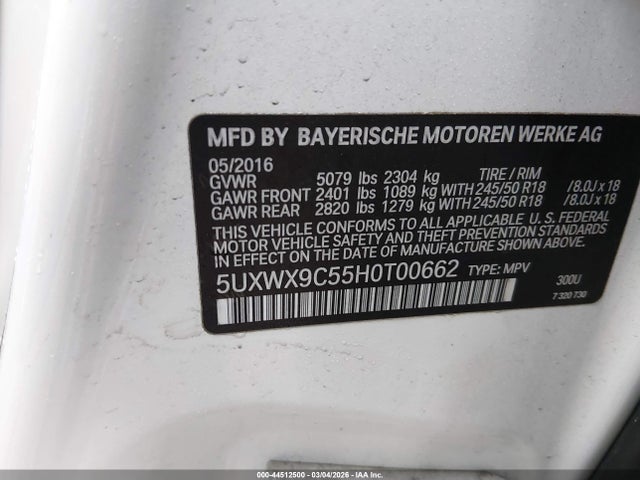 MFD BY BAYERISCHE MOTOREN WERKE AG
05/2016
GVWR 5079 lbs 2304 kg TIRE / RIM
GAWR FRONT 2401 lbs 1089 kg WITH 245/50 R18 /8.0J x 18
GAWR REAR 2820 lbs 1279 kg WITH 245/50 R18 /8.0J x 18
THIS VEHICLE CONFORMS TO ALL APPLICABLE U. S. FEDERAL
MOTOR VEHICLE SAFETY AND THEFT PREVENTION STANDARDS
IN EFFECT ON THE DATE OF MANUFACTURE SHOWN ABOVE.
5UXWX9C55H0T00662 TYPE: MPV 300U
7 320 730
000-44512500 - 03/04/2026 - IAA INC